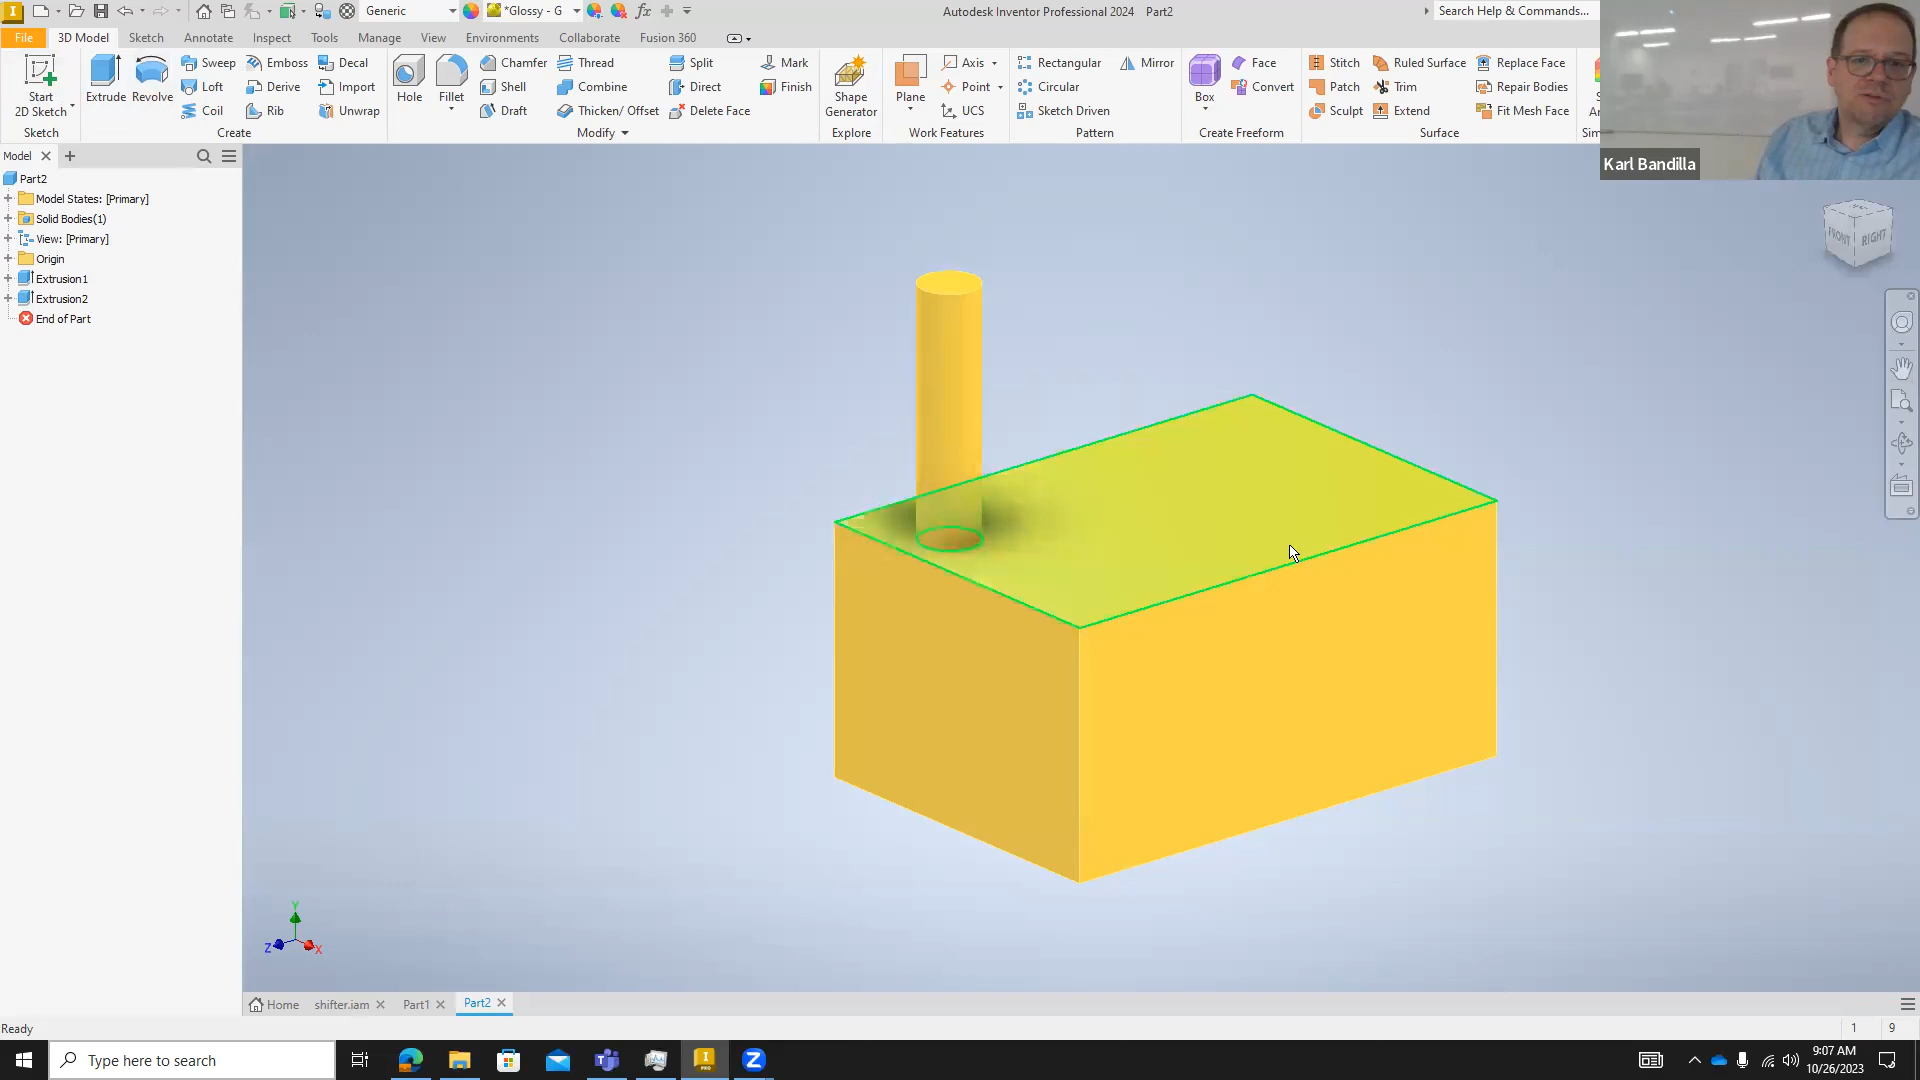 Generic
*Glossy - G
Autodesk Inventor Professional 2024 Part2
Search Help & Commands...
File 3D Model Sketch Annotate Inspect Tools Manage View Environments Collaborate Fusion 360
Start
2D Sketch
Sketch
Extrude
Revolve
Sweep
Loft
Coil
Emboss
Derive
Rib
Decal
Import
Unwrap
Create
Hole
Fillet
Chamfer
Shell
Draft
Thread
Combine
Thicken/ Offset
Split
Direct
Delete Face
Modify
Mark
Finish
Shape
Generator
Explore
Plane
Axis
Point
UCS
Work Features
Rectangular
Circular
Sketch Driven
Mirror
Pattern
Box
Face
Convert
Create Freeform
Stitch
Patch
Sculpt
Ruled Surface
Trim
Extend
Replace Face
Repair Bodies
Fit Mesh Face
Surface
Karl Bandilla
Model
Part2
Model States: [Primary]
Solid Bodies(1)
View: [Primary]
Origin
Extrusion1
Extrusion2
End of Part
FRONT RIGHT
Y
Z X
Home shifter.iam Part1 Part2
Ready
1 9
Type here to search
9:07 AM
10/26/2023